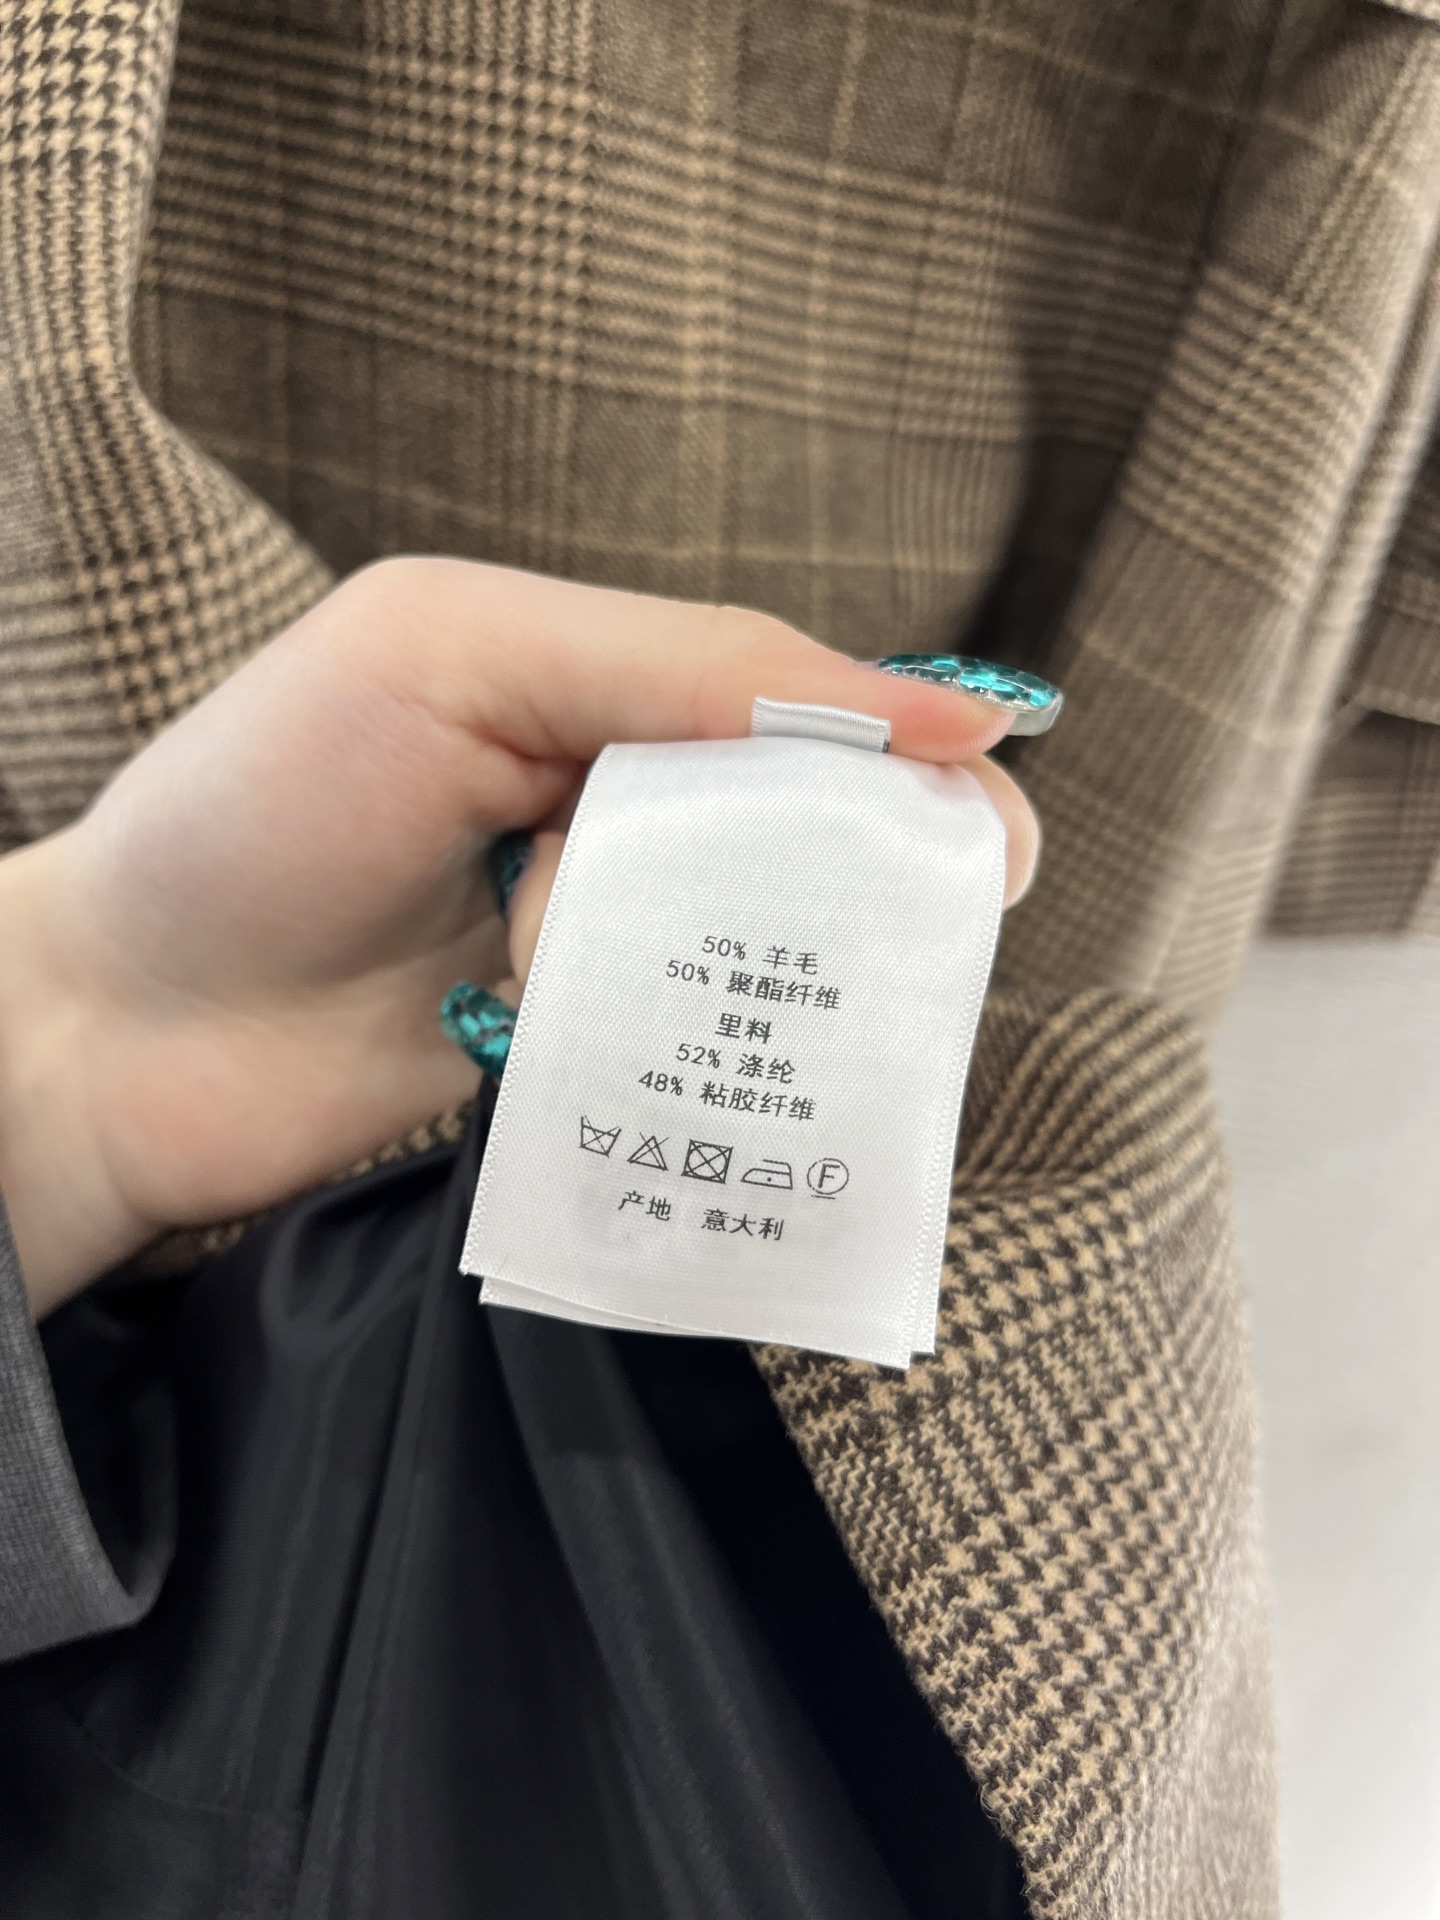 50% 羊毛
50% 聚酯纤维
里料
52% 涤纶
48% 粘胶纤维
F
产地 意大利